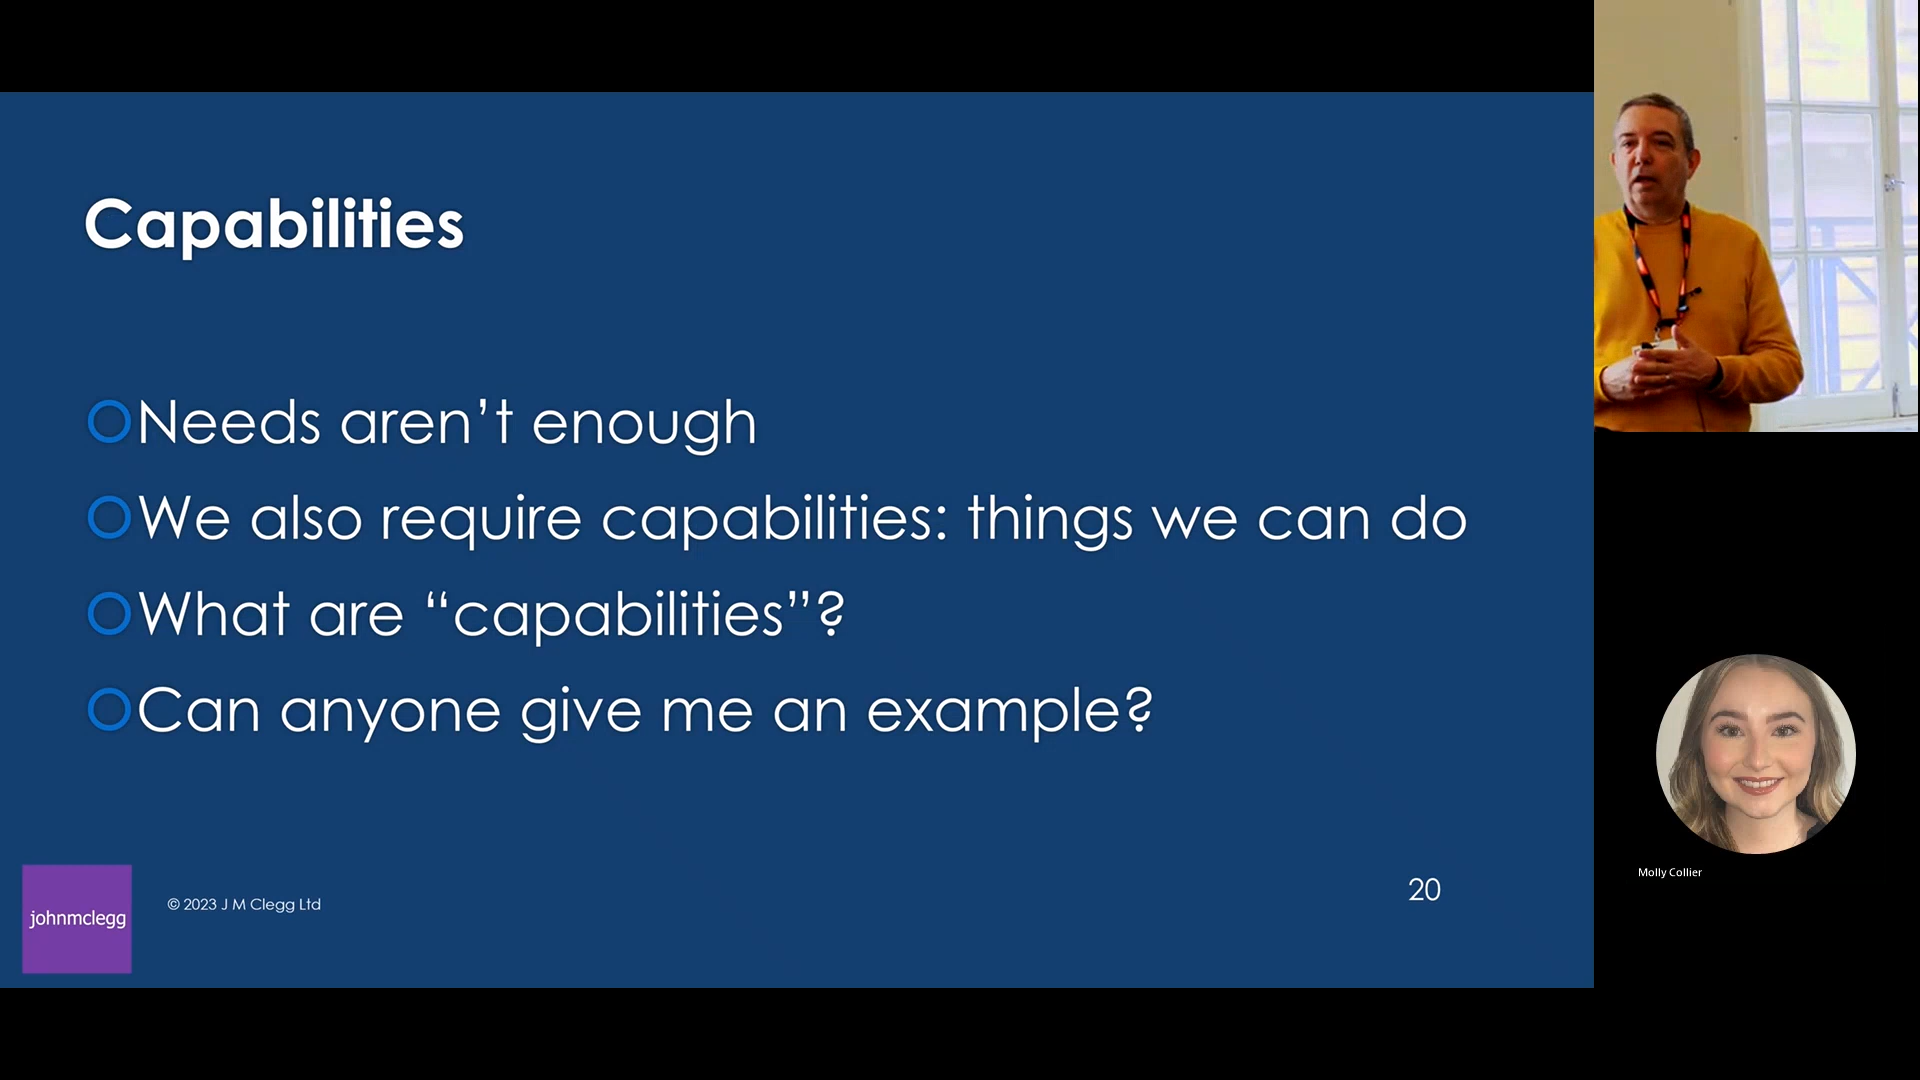 Capabilities
Needs aren’t enough
We also require capabilities: things we can do
What are “capabilities”?
Can anyone give me an example?
johnmclegg
© 2023 J M Clegg Ltd
20
Molly Collier